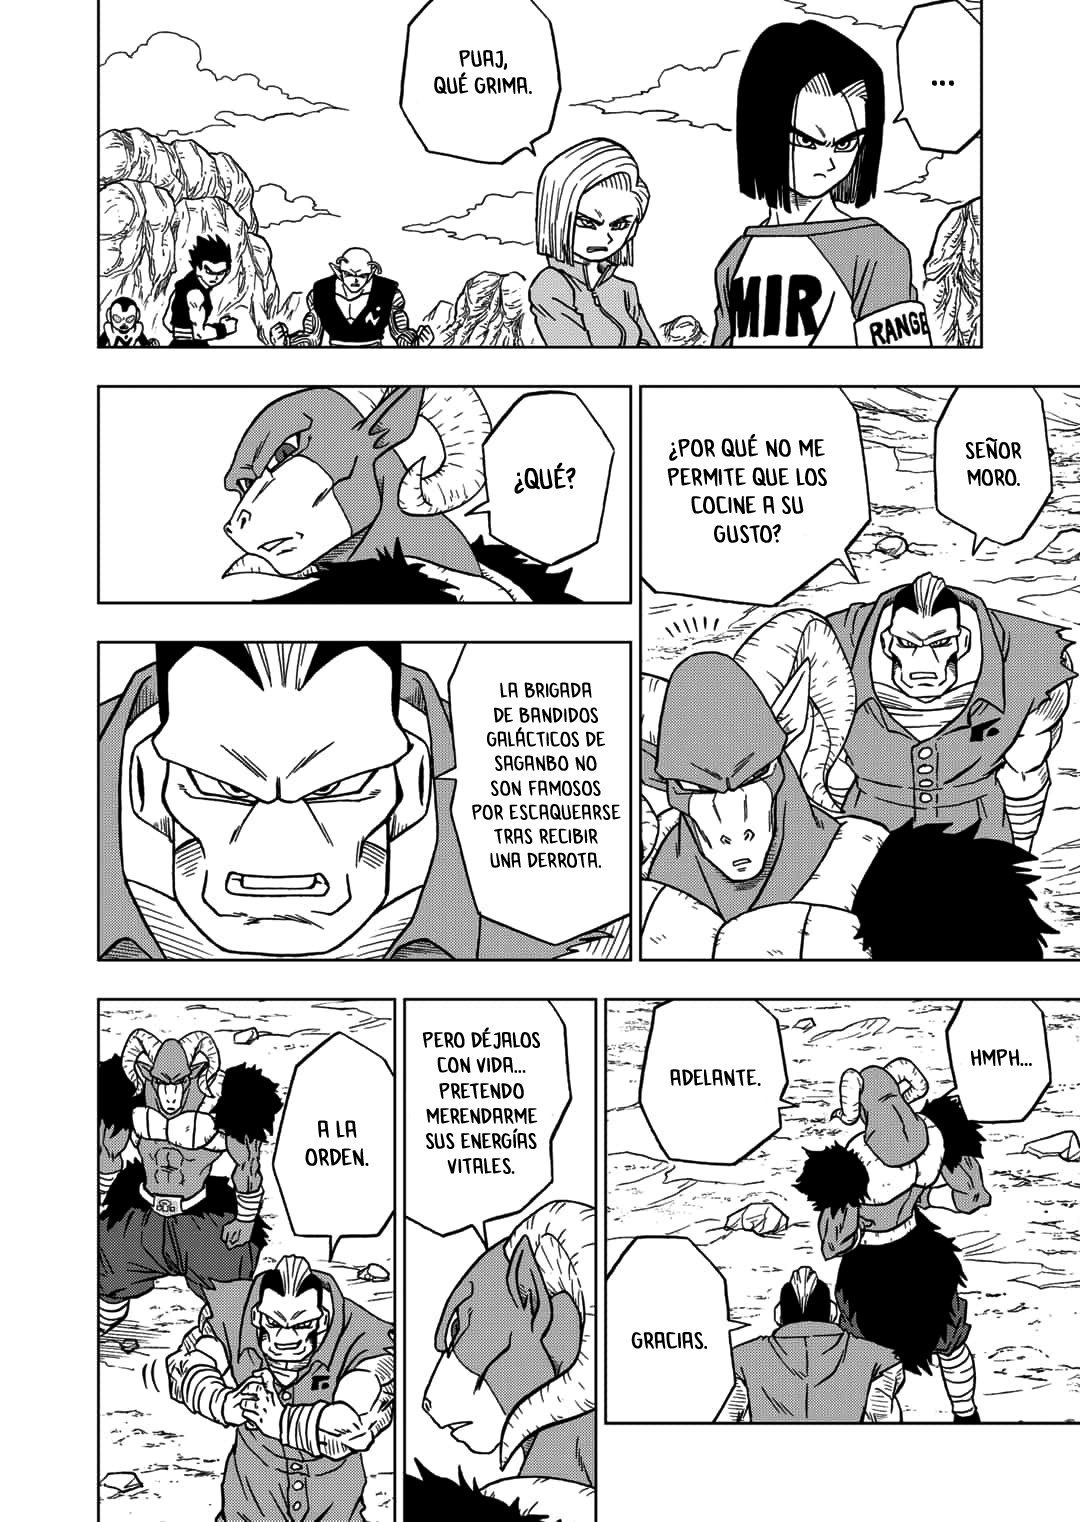 ...
PUAJ,
QUÉ GRIMA.
MIR
RANGE
SEÑOR
MORO.
¿POR QUÉ NO ME
PERMITE QUE LOS
COCINE A SU
GUSTO?
¿QUÉ?
LA BRIGADA
DE BANDIDOS
GALÁCTICOS DE
SAGANBO NO
SON FAMOSOS
POR ESCAQUEARSE
TRAS RECIBIR
UNA DERROTA.
HMPH...
ADELANTE.
GRACIAS.
PERO DÉJALOS
CON VIDA...
PRETENDO
MERENDARME
SUS ENERGÍAS
VITALES.
A LA
ORDEN.